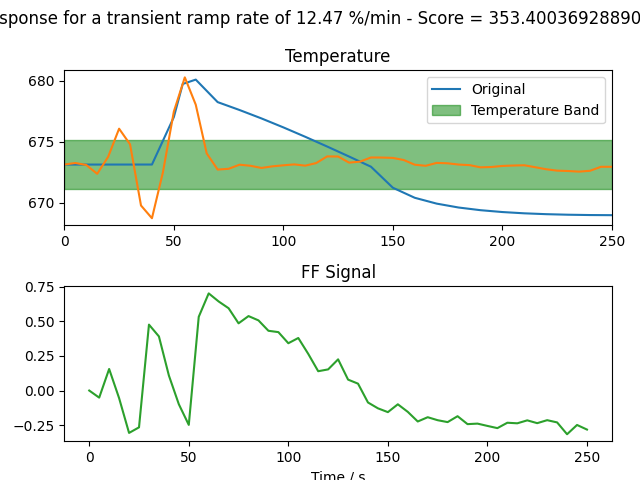 sponse for a transient ramp rate of 12.47 %/min - Score = 353.40036928890
Temperature
680
675
670
Original
Temperature Band
0 50 100 150 200 250
FF Signal
0.75
0.50
0.25
0.00
−0.25
0 50 100 150 200 250
Time / s